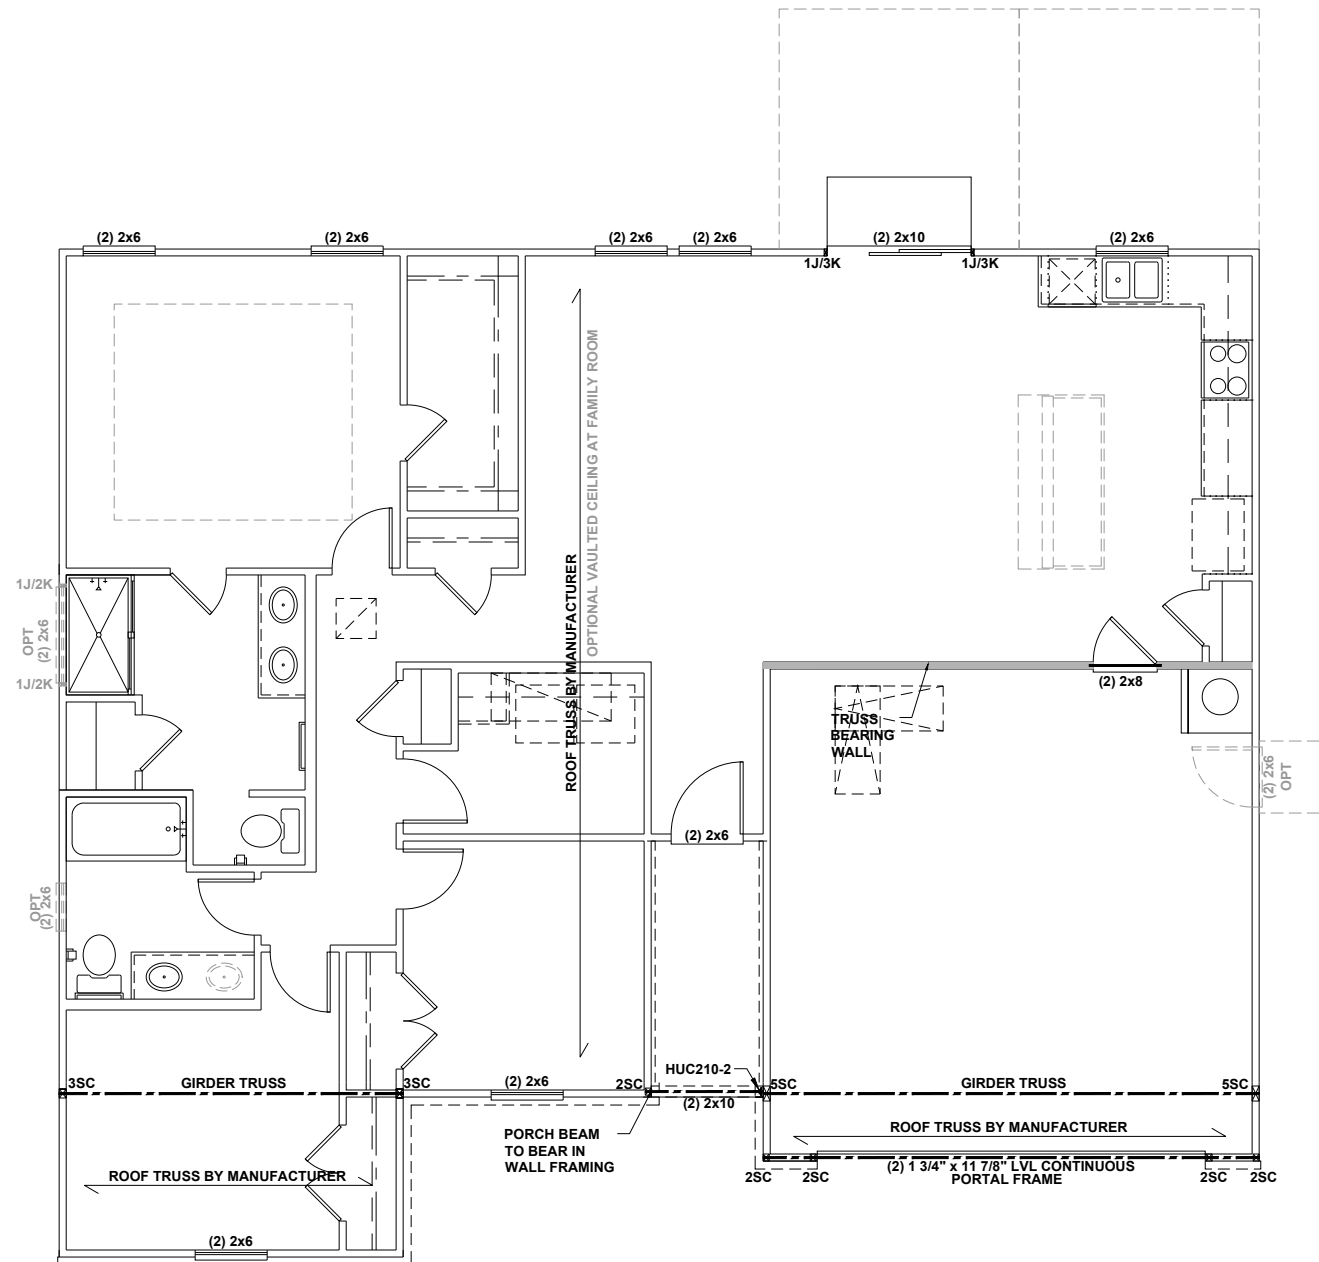 (2) 2x6
(2) 2x6
(2) 2x6
(2) 2x6
(2) 2x10
(2) 2x6
1J/3K
1J/3K
OPTIONAL VAULTED CEILING AT FAMILY ROOM
ROOF TRUSS BY MANUFACTURER
1J/2K
OPT
(2) 2x6
1J/2K
(2) 2x8
TRUSS
BEARING
WALL
(2) 2x6
OPT
(2) 2x6
OPT
(2) 2x6
HUC210-2
3SC
GIRDER TRUSS
3SC
(2) 2x6
2SC
(2) 2x10
5SC
GIRDER TRUSS
5SC
ROOF TRUSS BY MANUFACTURER
PORCH BEAM
TO BEAR IN
WALL FRAMING
(2) 1 3/4" x 11 7/8" LVL CONTINUOUS
PORTAL FRAME
2SC
2SC
2SC
2SC
ROOF TRUSS BY MANUFACTURER
(2) 2x6